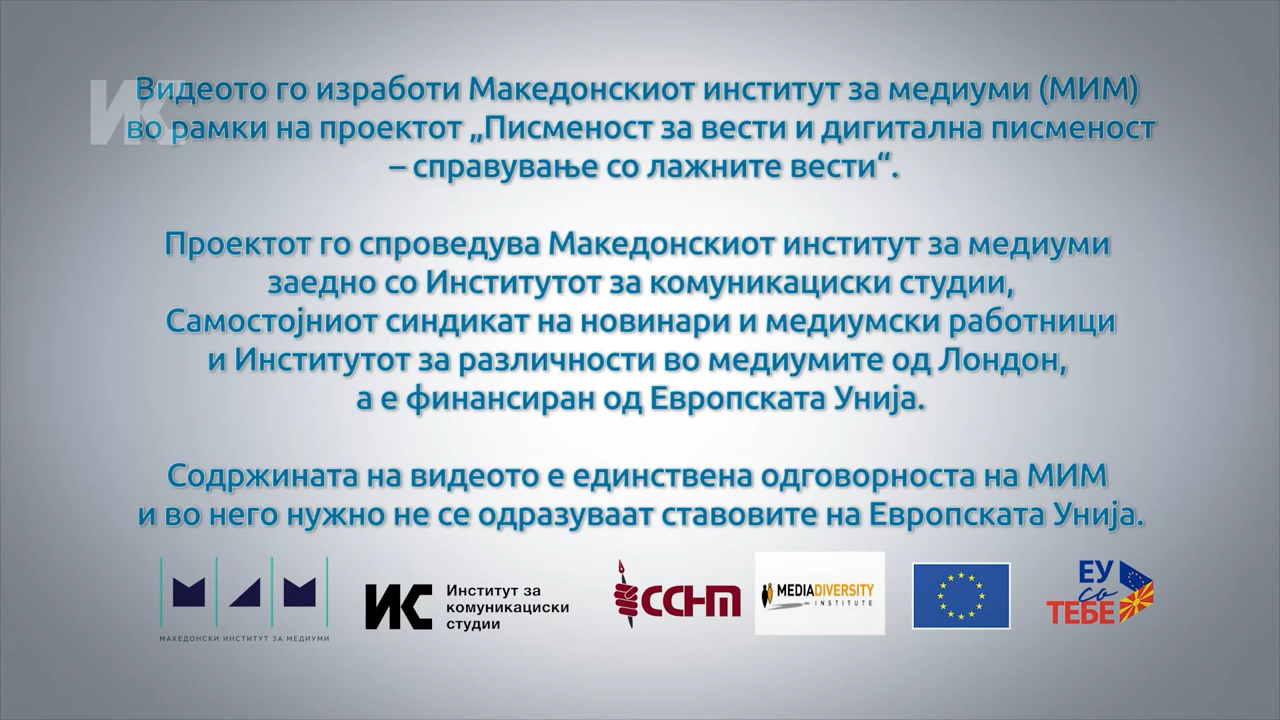 Видеото го изработи Македонскиот институт за медиуми (МИМ)
во рамки на проектот „Писменост за вести и дигитална писменост
– справување со лажните вести“.
Проектот го спроведува Македонскиот институт за медиуми
заедно со Институтот за комуникациски студии,
Самостојниот синдикат на новинари и медиумски работници
и Институтот за различности во медиумите од Лондон,
а е финансиран од Европската Унија.
Содржината на видеото е единствена одговорноста на МИМ
и во него нужно не се одразуваат ставовите на Европската Унија.
МИМ
МАКЕДОНСКИ ИНСТИТУТ ЗА МЕДИУМИ
ИС
Институт за
комуникациски
студии
ССНМ
MEDIADIVERSITY
INSTITUTE
ЕУ
со
ТЕБЕ